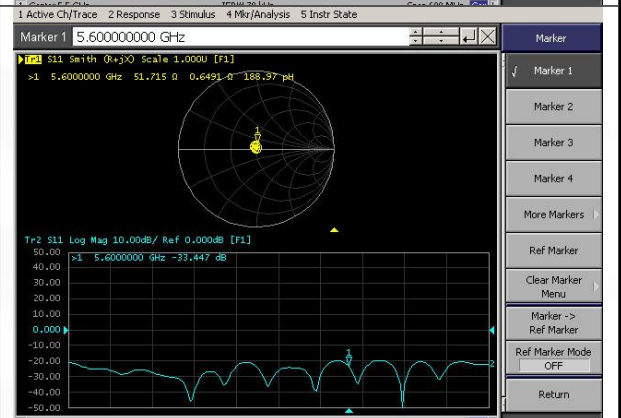 1 Active Ch/Trace 2 Response 3 Stimulus 4 Mkr/Analysis 5 Instr State
Marker 1 5.600000000 GHz
Marker
Tr1 S11 Smith (R+jX) Scale 1.000U [F1]
>1 5.6000000 GHz 51.715 Ω 0.6491 Ω 188.97 pH
1
√ Marker 1
Marker 2
Marker 3
Marker 4
More Markers
Ref Marker
Clear Marker
Menu
Marker ->
Ref Marker
Ref Marker Mode
OFF
Return
Tr2 S11 Log Mag 10.00dB/ Ref 0.000dB [F1]
50.00
>1 5.6000000 GHz -33.447 dB
40.00
30.00
20.00
10.00
0.000
-10.00
1
-20.00
2
-30.00
-40.00
-50.00